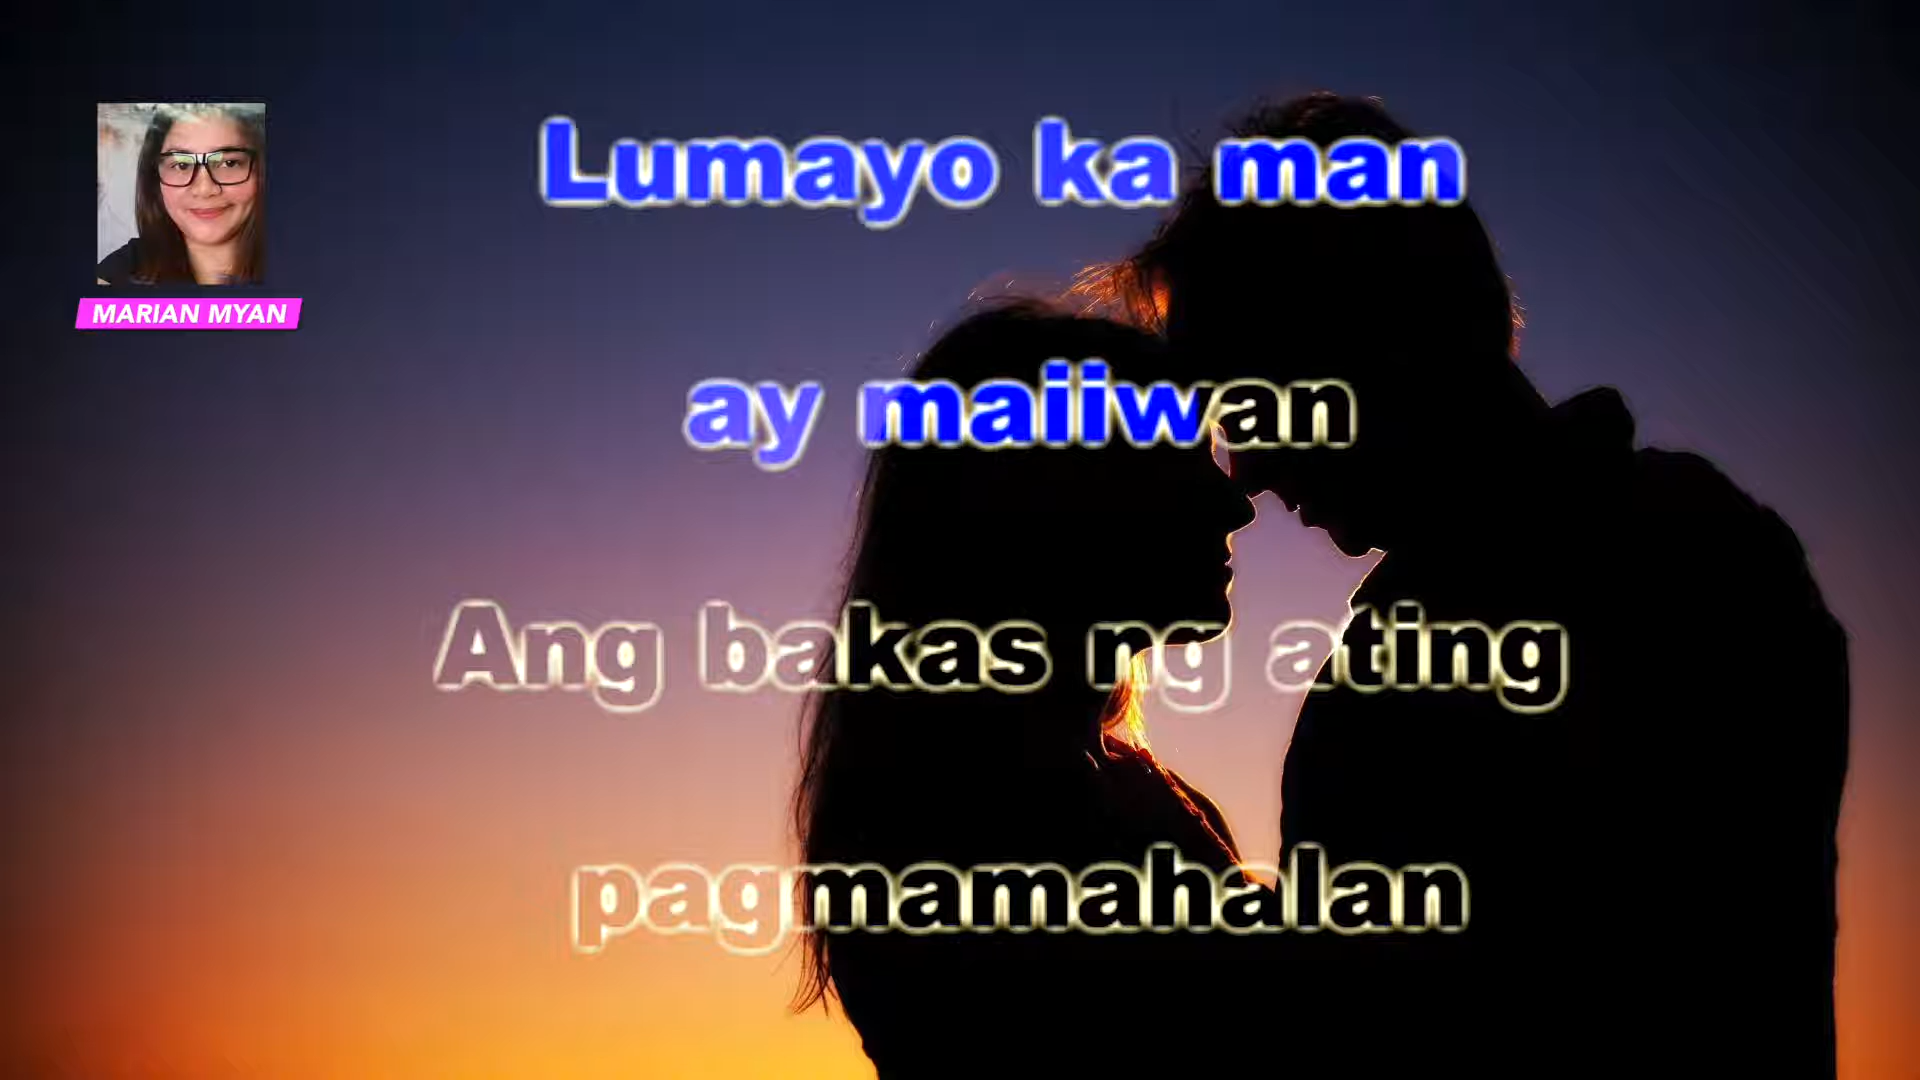 MARIAN MYAN
Lumayo ka man
ay maiiwan
Ang bakas ng ating
pagmamahalan